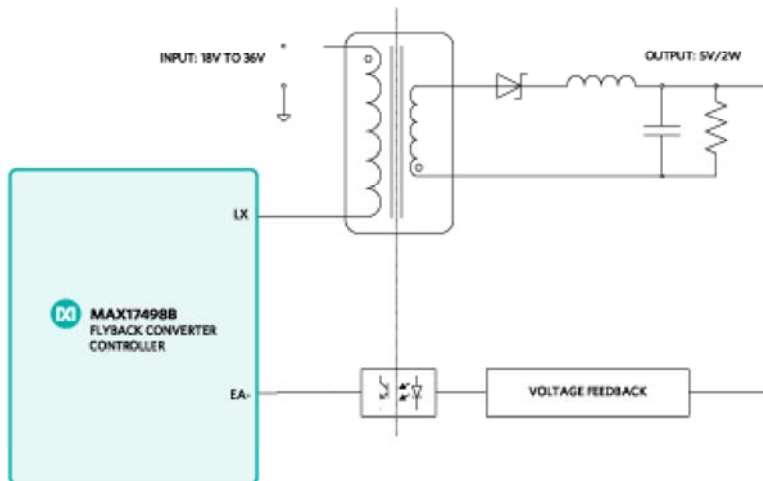 INPUT: 18V TO 36V
OUTPUT: 5V/2W
LX
MAX17498B
FLYBACK CONVERTER
CONTROLLER
EA-
VOLTAGE FEEDBACK